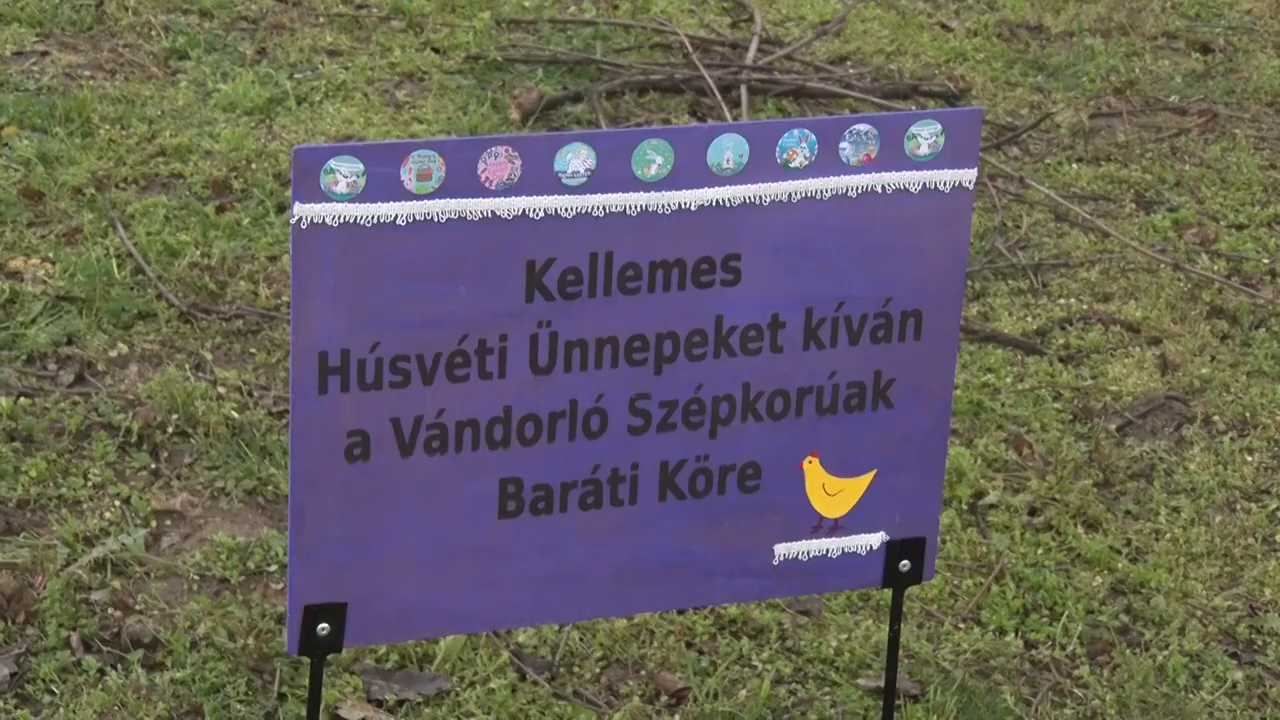 Kellemes
Húsvéti Ünnepeket kíván
a Vándorló Szépkorúak
Baráti Köre